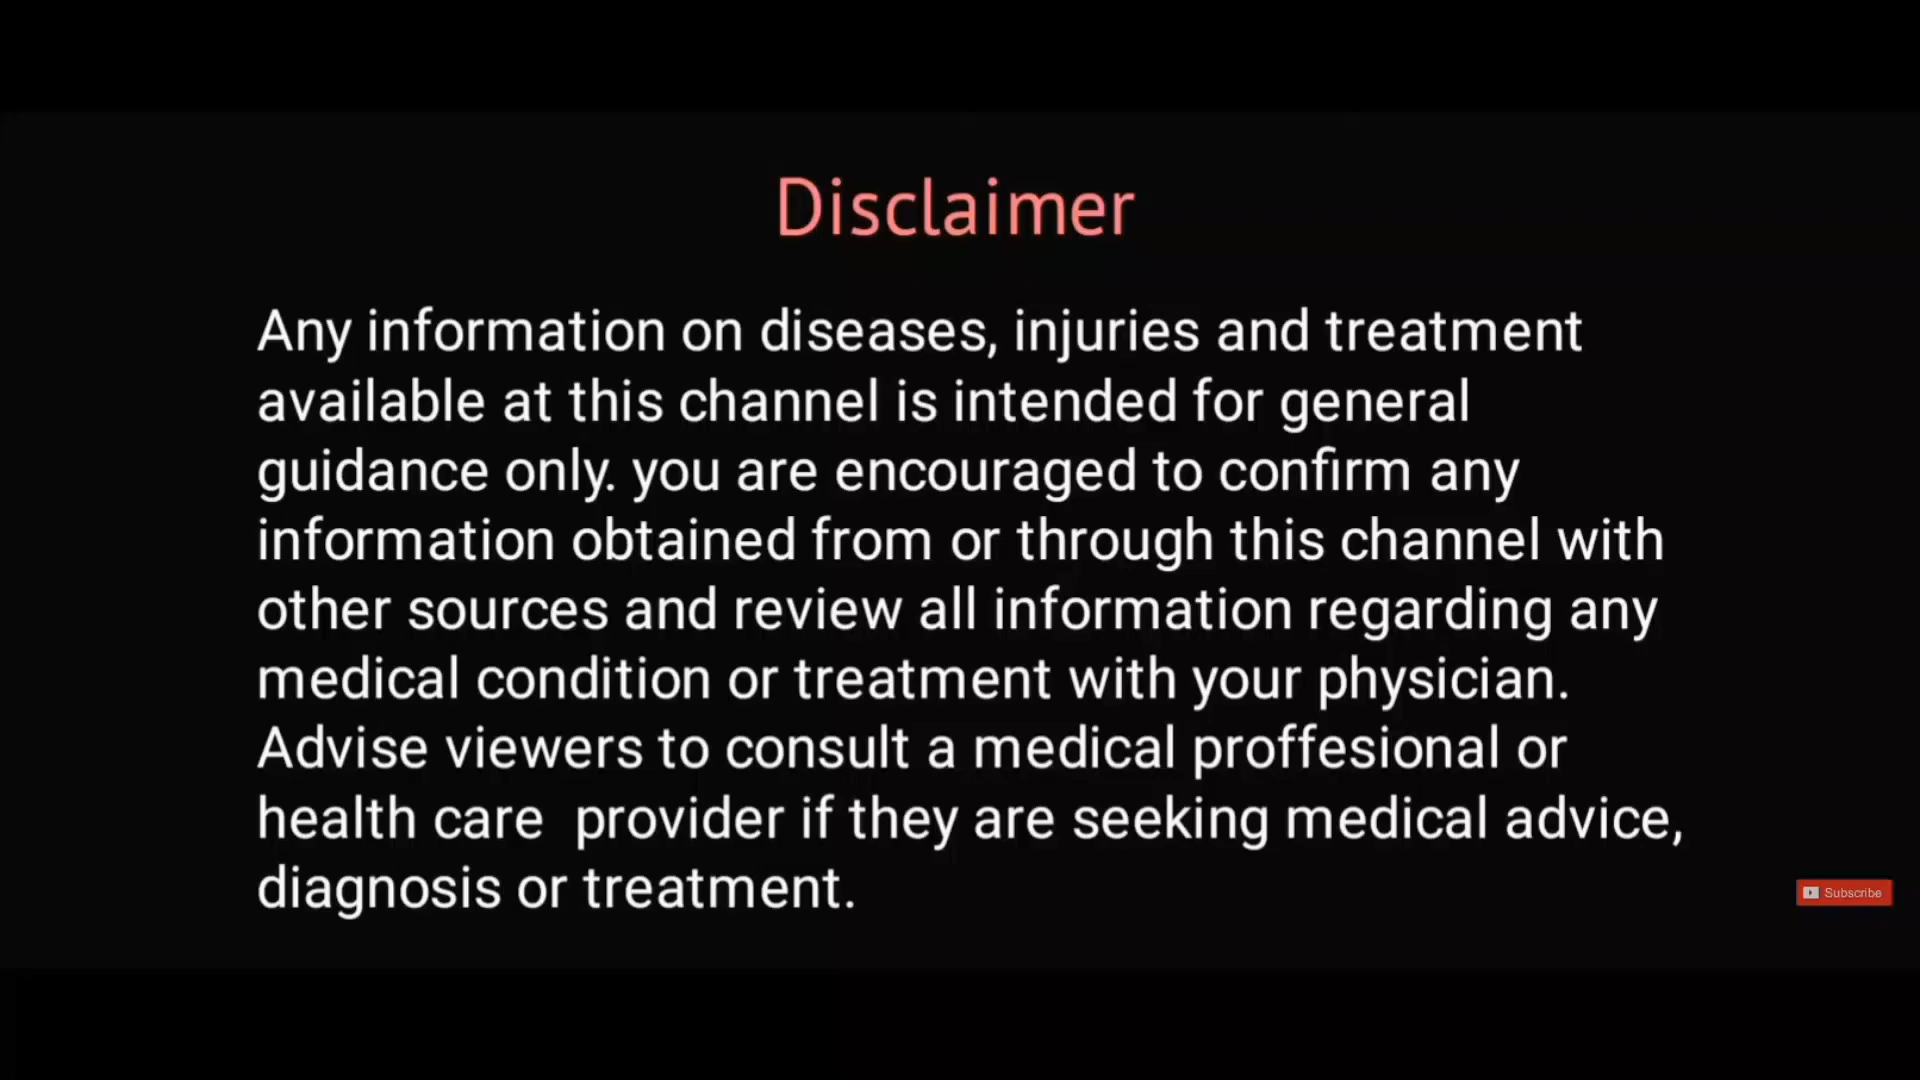 Disclaimer
Any information on diseases, injuries and treatment
available at this channel is intended for general
guidance only. you are encouraged to confirm any
information obtained from or through this channel with
other sources and review all information regarding any
medical condition or treatment with your physician.
Advise viewers to consult a medical proffesional or
health care  provider if they are seeking medical advice,
diagnosis or treatment.
Subscribe